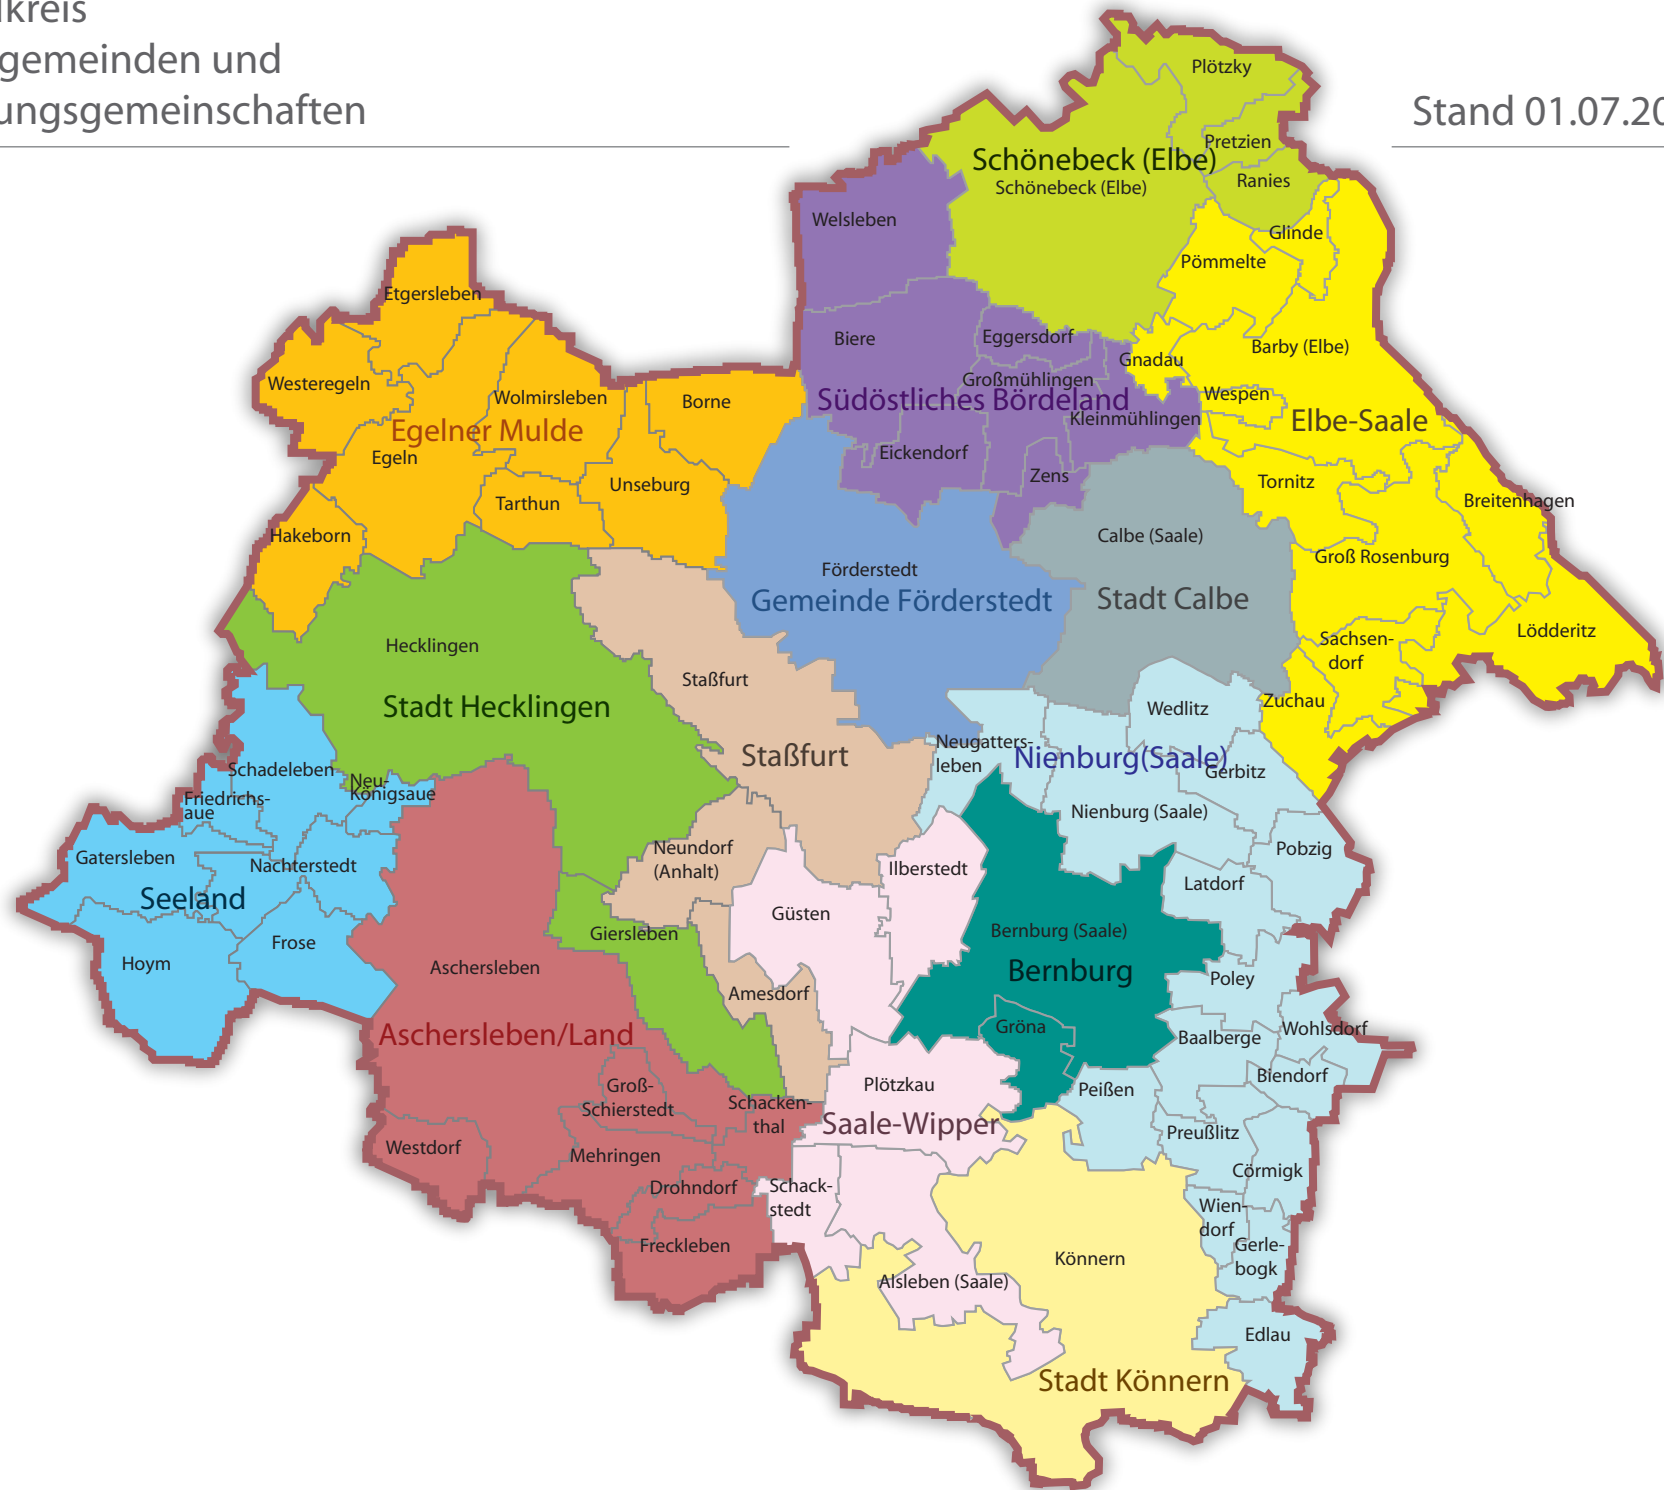 lkreis
gemeinden und
ungsgemeinschaften
Stand 01.07.20
Plötzky
Pretzien
Schönebeck (Elbe)
Schönebeck (Elbe)
Ranies
Welsleben
Glinde
Pömmelte
Etgersleben
Biere
Eggersdorf
Barby (Elbe)
Gnadau
Großmühlingen
Westeregeln
Wolmirsleben
Borne
Südöstliches Bördeland
Wespen
Kleinmühlingen
Elbe-Saale
Egelner Mulde
Egeln
Eickendorf
Zens
Unseburg
Tornitz
Tarthun
Breitenhagen
Hakeborn
Calbe (Saale)
Groß Rosenburg
Förderstedt
Gemeinde Förderstedt
Stadt Calbe
Lödderitz
Sachsen-
dorf
Hecklingen
Staßfurt
Stadt Hecklingen
Zuchau
Wedlitz
Neugatters-
leben
Staßfurt
Nienburg(Saale)
Gerbitz
Schadeleben
Neu-
Königsaue
Friedrichs-
aue
Nienburg (Saale)
Gatersleben
Nachterstedt
Neundorf
(Anhalt)
Pobzig
Ilberstedt
Latdorf
Seeland
Güsten
Frose
Giersleben
Bernburg (Saale)
Bernburg
Hoym
Aschersleben
Poley
Amesdorf
Aschersleben/Land
Gröna
Baalberge
Wohlsdorf
Biendorf
Groß-
Schierstedt
Plötzkau
Peißen
Schacken-
thal
Saale-Wipper
Preußlitz
Westdorf
Mehringen
Cörmigk
Drohndorf
Schack-
stedt
Wien-
dorf
Freckleben
Gerle-
bogk
Könnern
Alsleben (Saale)
Edlau
Stadt Könnern